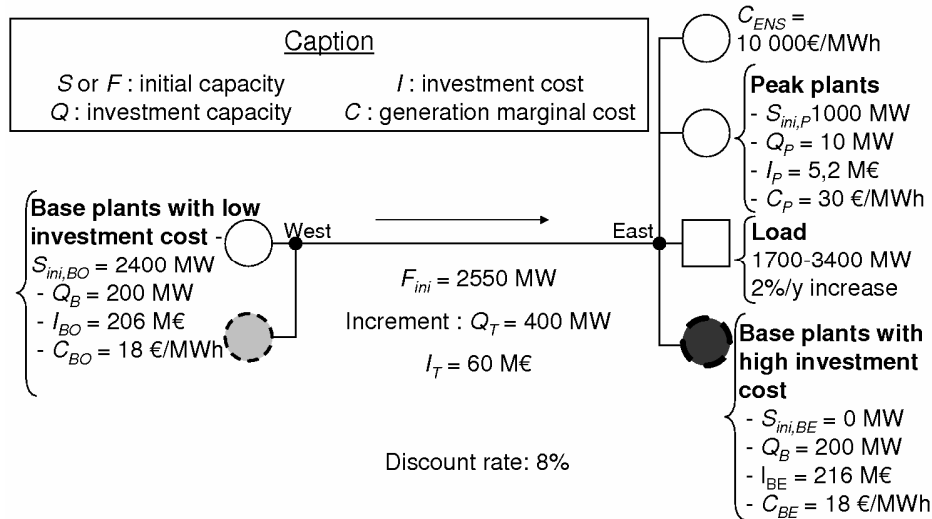 Caption
S or F : initial capacity
I : investment cost
Q : investment capacity
C : generation marginal cost
C_ENS =
10 000€/MWh
Peak plants
- S_ini,P 1000 MW
- Q_P = 10 MW
- I_P = 5,2 M€
- C_P = 30 €/MWh
Base plants with low
investment cost -
S_ini,BO = 2400 MW
- Q_B = 200 MW
- I_BO = 206 M€
- C_BO = 18 €/MWh
West
East
F_ini = 2550 MW
Increment : Q_T = 400 MW
I_T = 60 M€
Load
1700-3400 MW
2%/y increase
Base plants with
high investment
cost
- S_ini,BE = 0 MW
- Q_B = 200 MW
- I_BE = 216 M€
- C_BE = 18 €/MWh
Discount rate: 8%